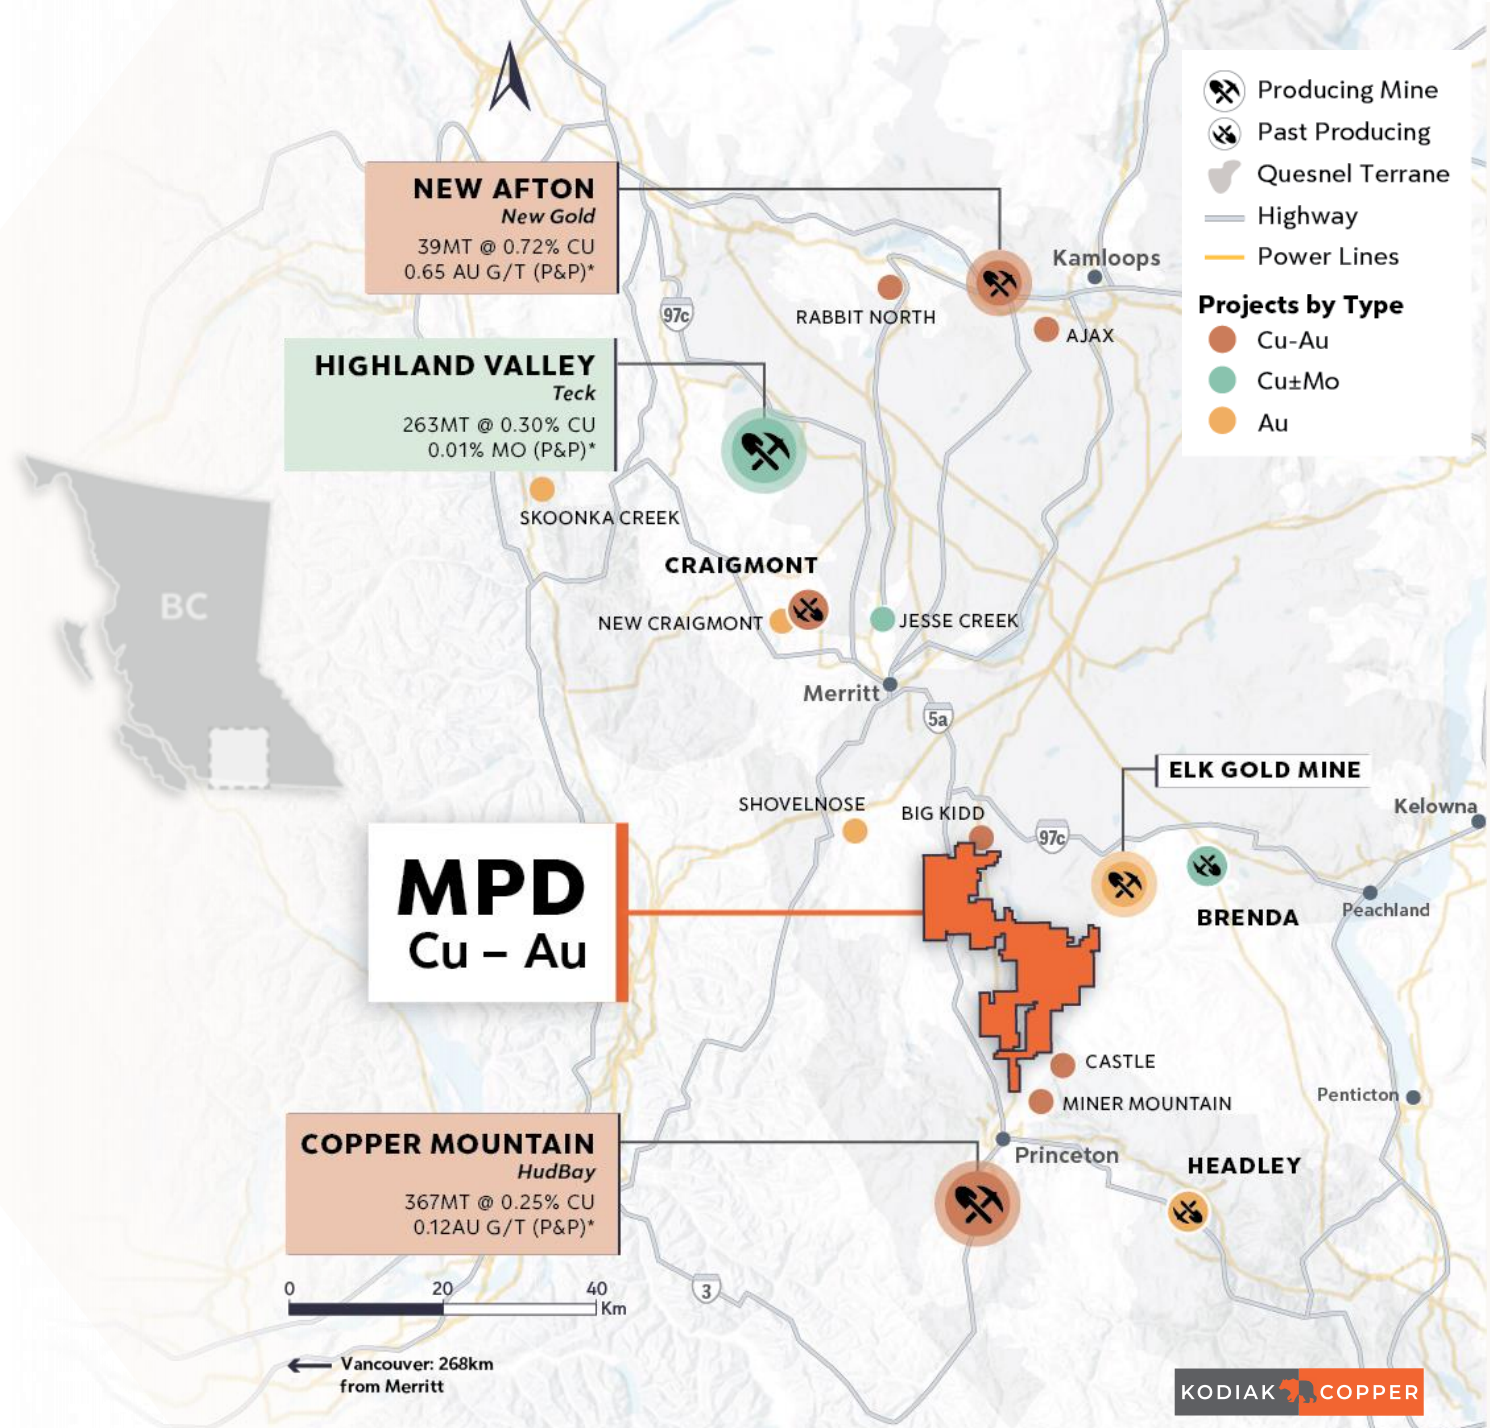 Producing Mine
Past Producing
Quesnel Terrane
Highway
Power Lines
Projects by Type
Cu-Au
Cu±Mo
Au
NEW AFTON
New Gold
39MT @ 0.72% CU
0.65 AU G/T (P&P)*
Kamloops
RABBIT NORTH
97c
AJAX
HIGHLAND VALLEY
Teck
263MT @ 0.30% CU
0.01% MO (P&P)*
SKOONKA CREEK
CRAIGMONT
BC
NEW CRAIGMONT
JESSE CREEK
Merritt
5a
ELK GOLD MINE
SHOVELNOSE
BIG KIDD
Kelowna
97c
MPD
Cu – Au
BRENDA
Peachland
CASTLE
Penticton
MINER MOUNTAIN
COPPER MOUNTAIN
HudBay
367MT @ 0.25% CU
0.12AU G/T (P&P)*
Princeton
HEADLEY
0 20 40
Km
3
Vancouver: 268km
from Merritt
KODIAK COPPER